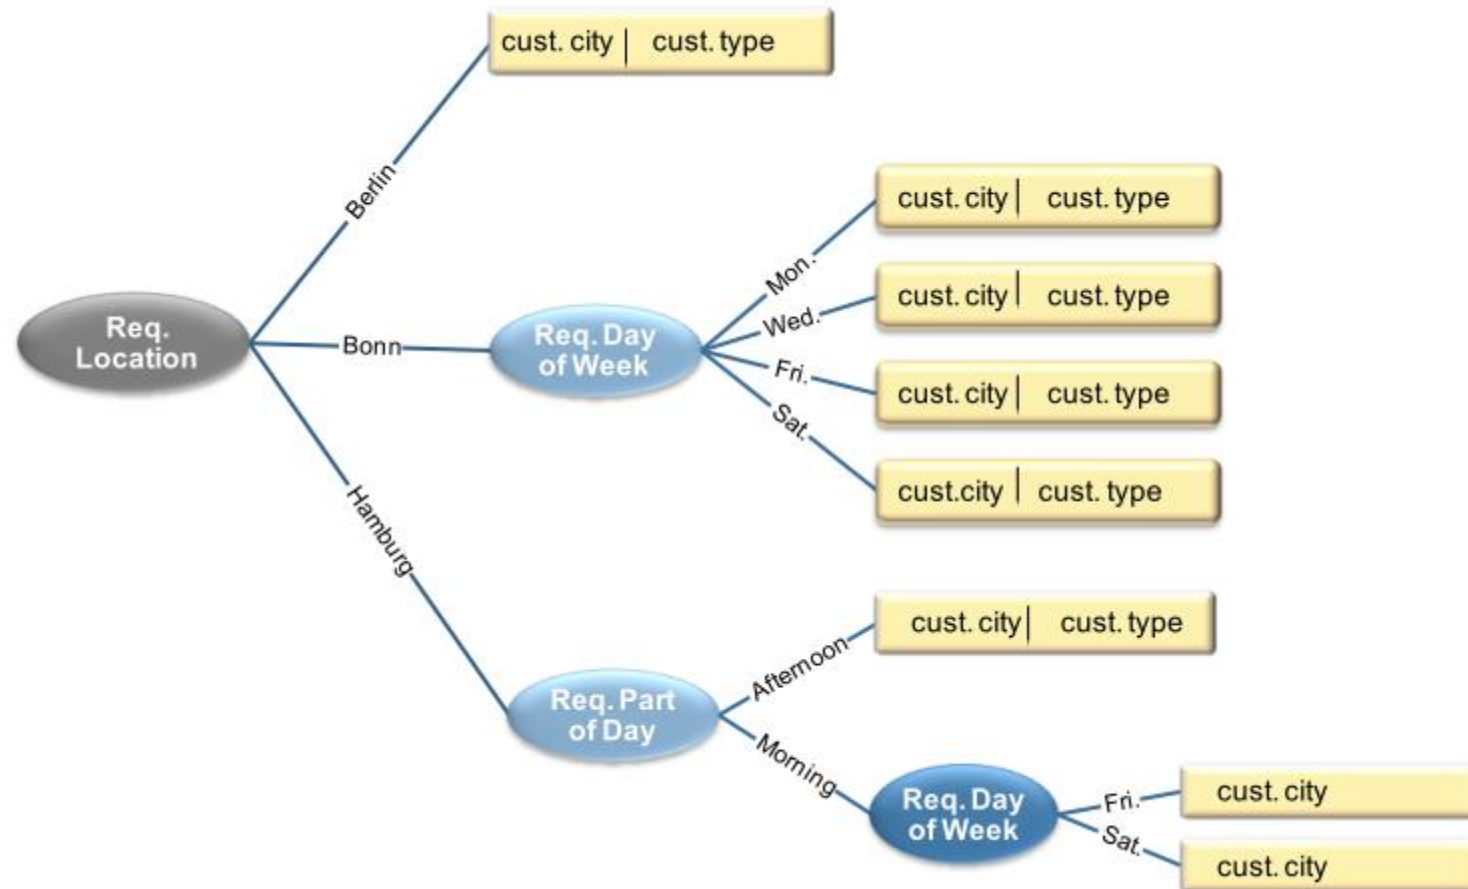 cust. city | cust. type
Berlin
cust. city | cust. type
Mon.
cust. city | cust. type
Wed.
Req.
Location
Bonn
Req. Day
of Week
Fri.
cust. city | cust. type
Sat.
cust.city | cust. type
Hamburg
cust. city | cust. type
Afternoon
Req. Part
of Day
Morning
Req. Day
of Week
Fri.
cust. city
Sat.
cust. city